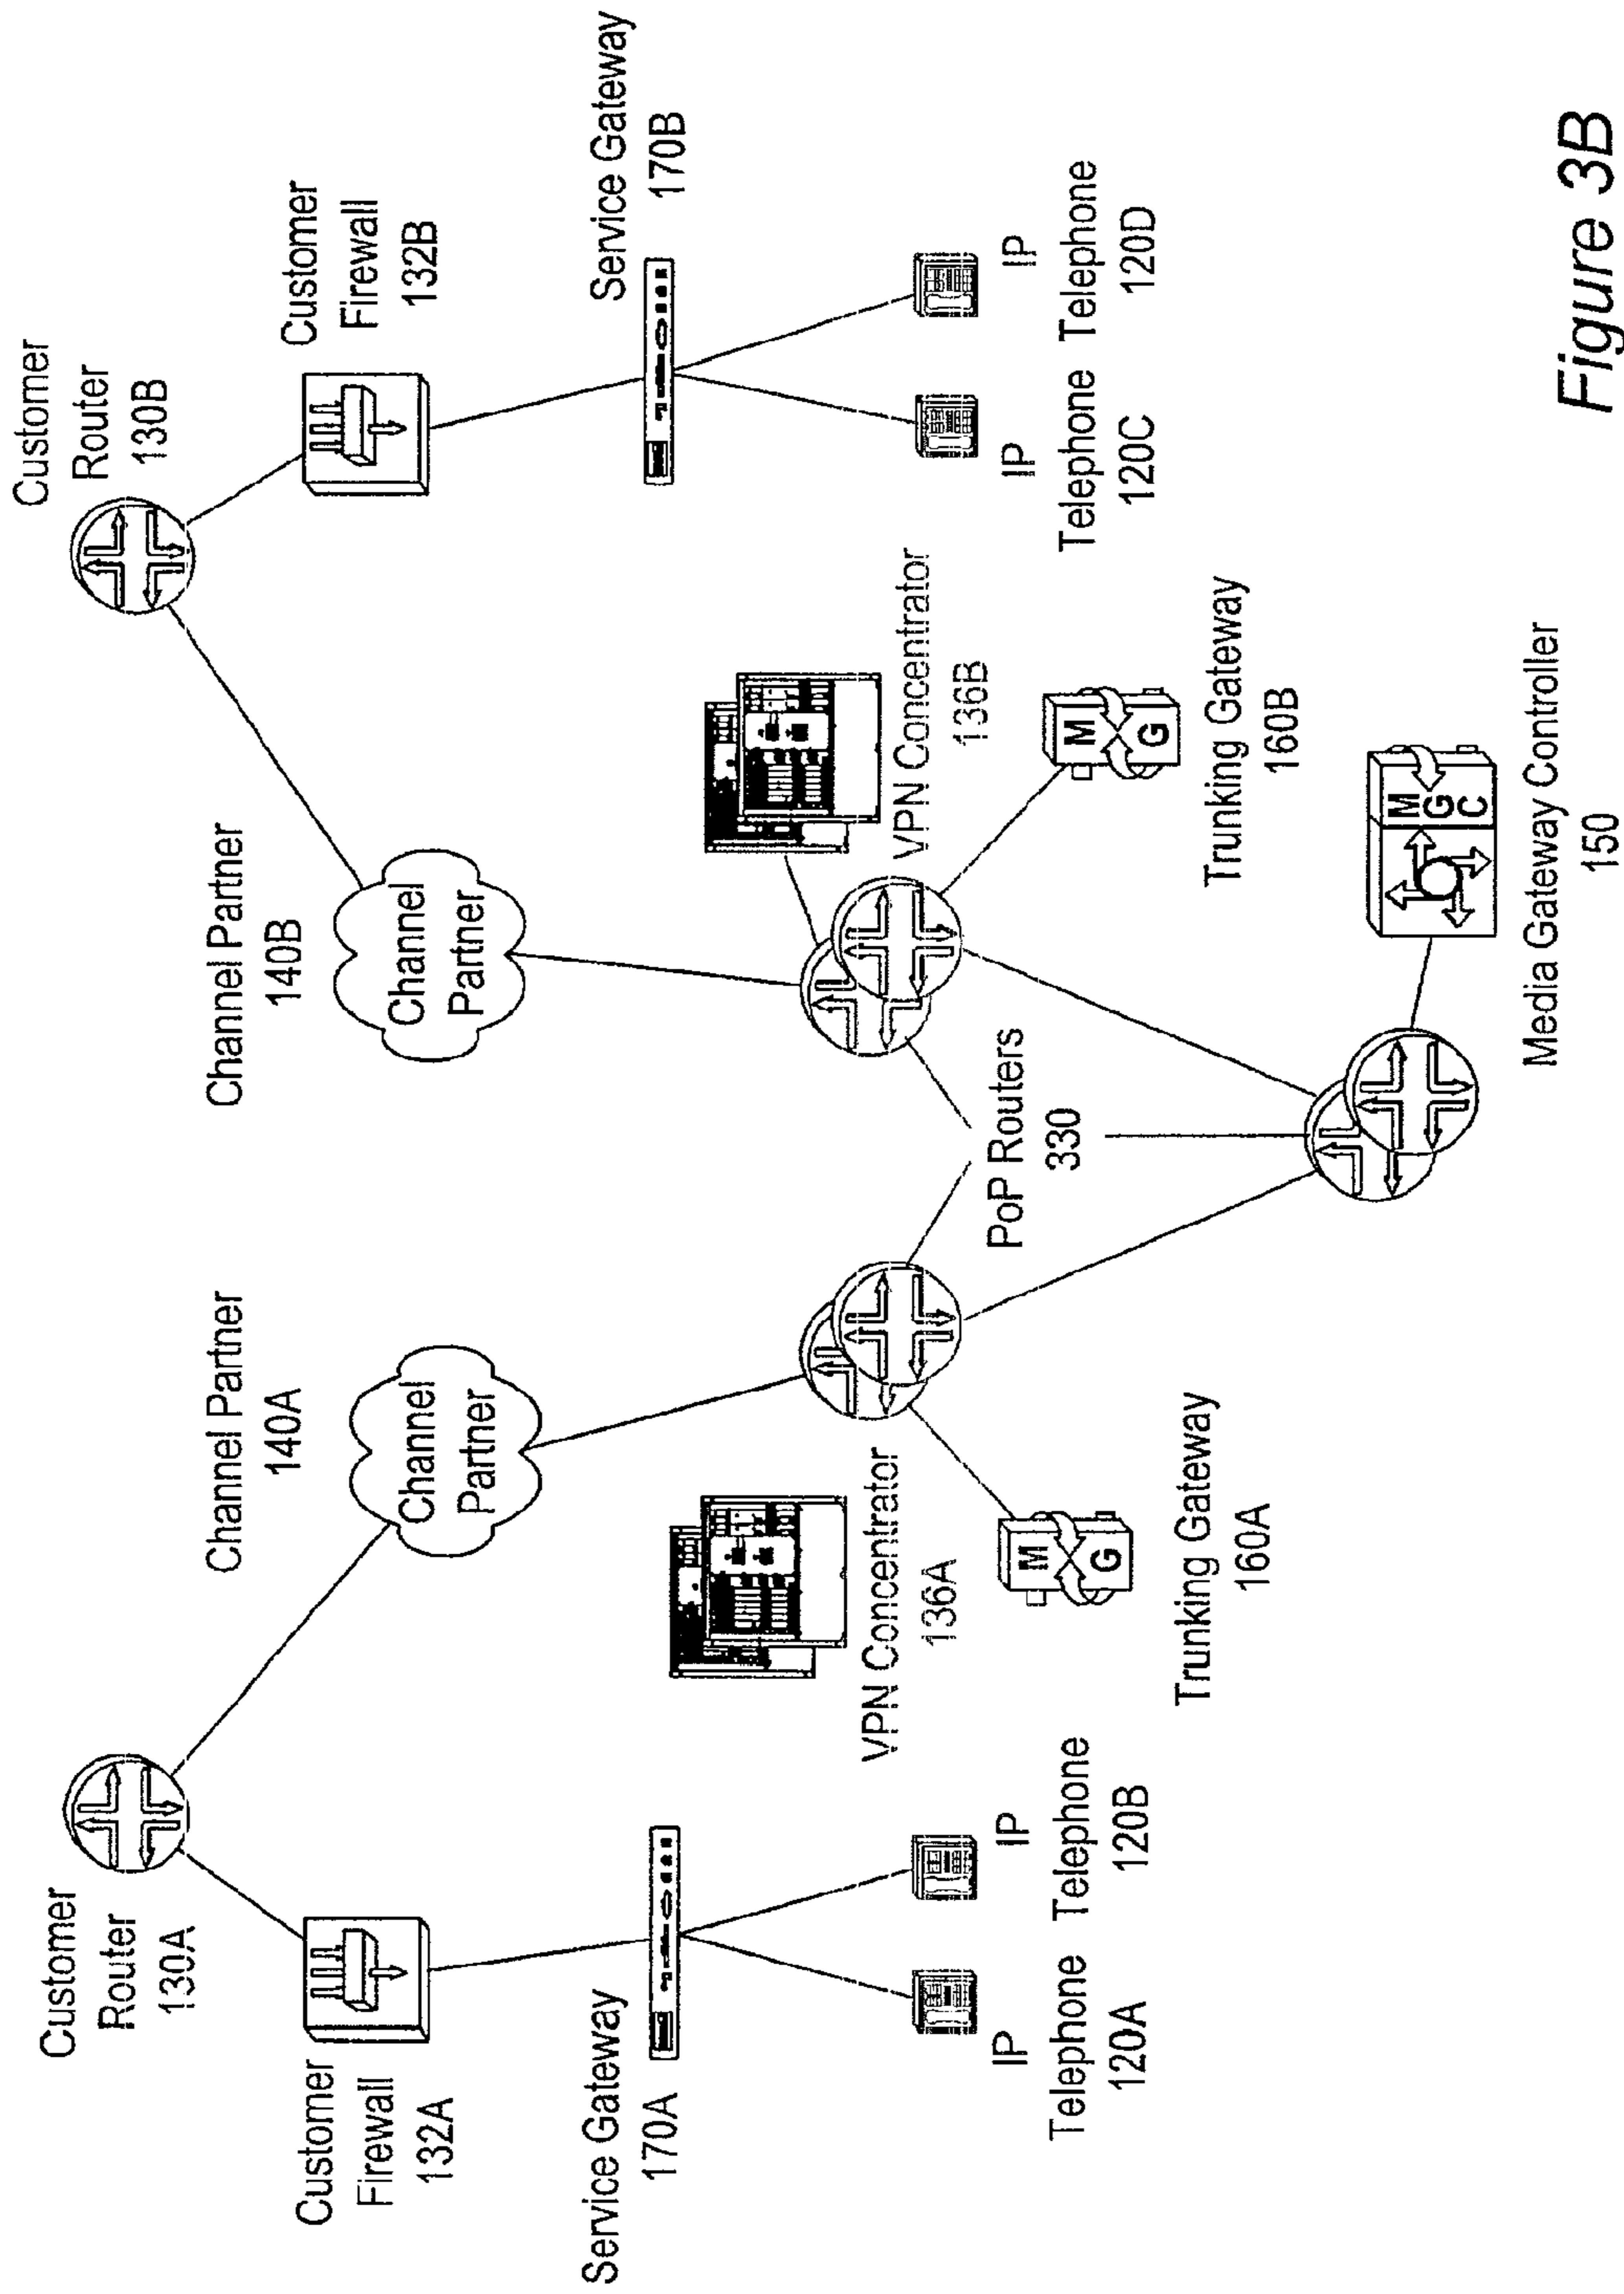 Customer
Router
130A
Customer
Firewall
132A
Service Gateway
170A
IP
Telephone
120A
IP
Telephone
120B
Channel Partner
140A
Channel
Partner
VPN Concentrator
136A
M
G
Trunking Gateway
160A
PoP Routers
330
Channel Partner
140B
Channel
Partner
VPN Concentrator
136B
M
G
Trunking Gateway
160B
M
G
C
Media Gateway Controller
150
Customer
Router
130B
Customer
Firewall
132B
Service Gateway
170B
IP
Telephone
120C
IP
Telephone
120D
Figure 3B